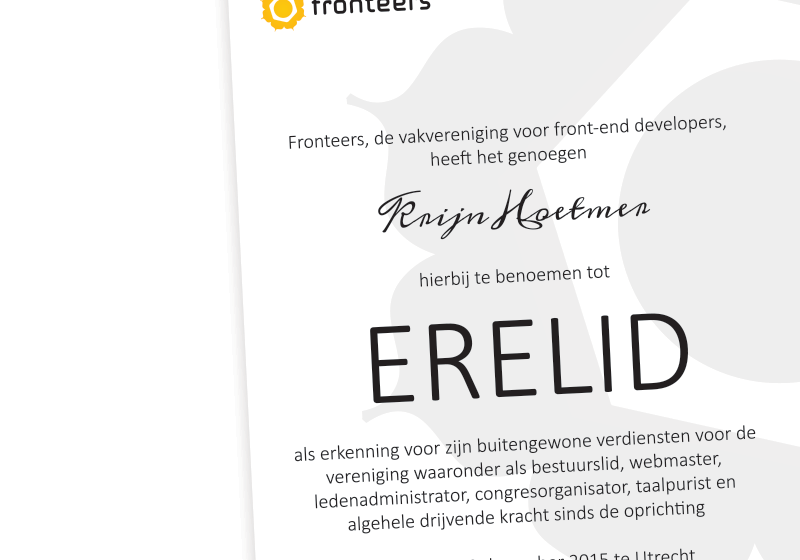 fronteers
Fronteers, de vakvereniging voor front-end developers,
heeft het genoegen
Krijn Hoetmer
hierbij te benoemen tot
ERELID
als erkenning voor zijn buitengewone verdiensten voor de
vereniging waaronder als bestuurslid, webmaster,
ledenadministrator, congresorganisator, taalpurist en
algehele drijvende kracht sinds de oprichting
2015 te Utrecht